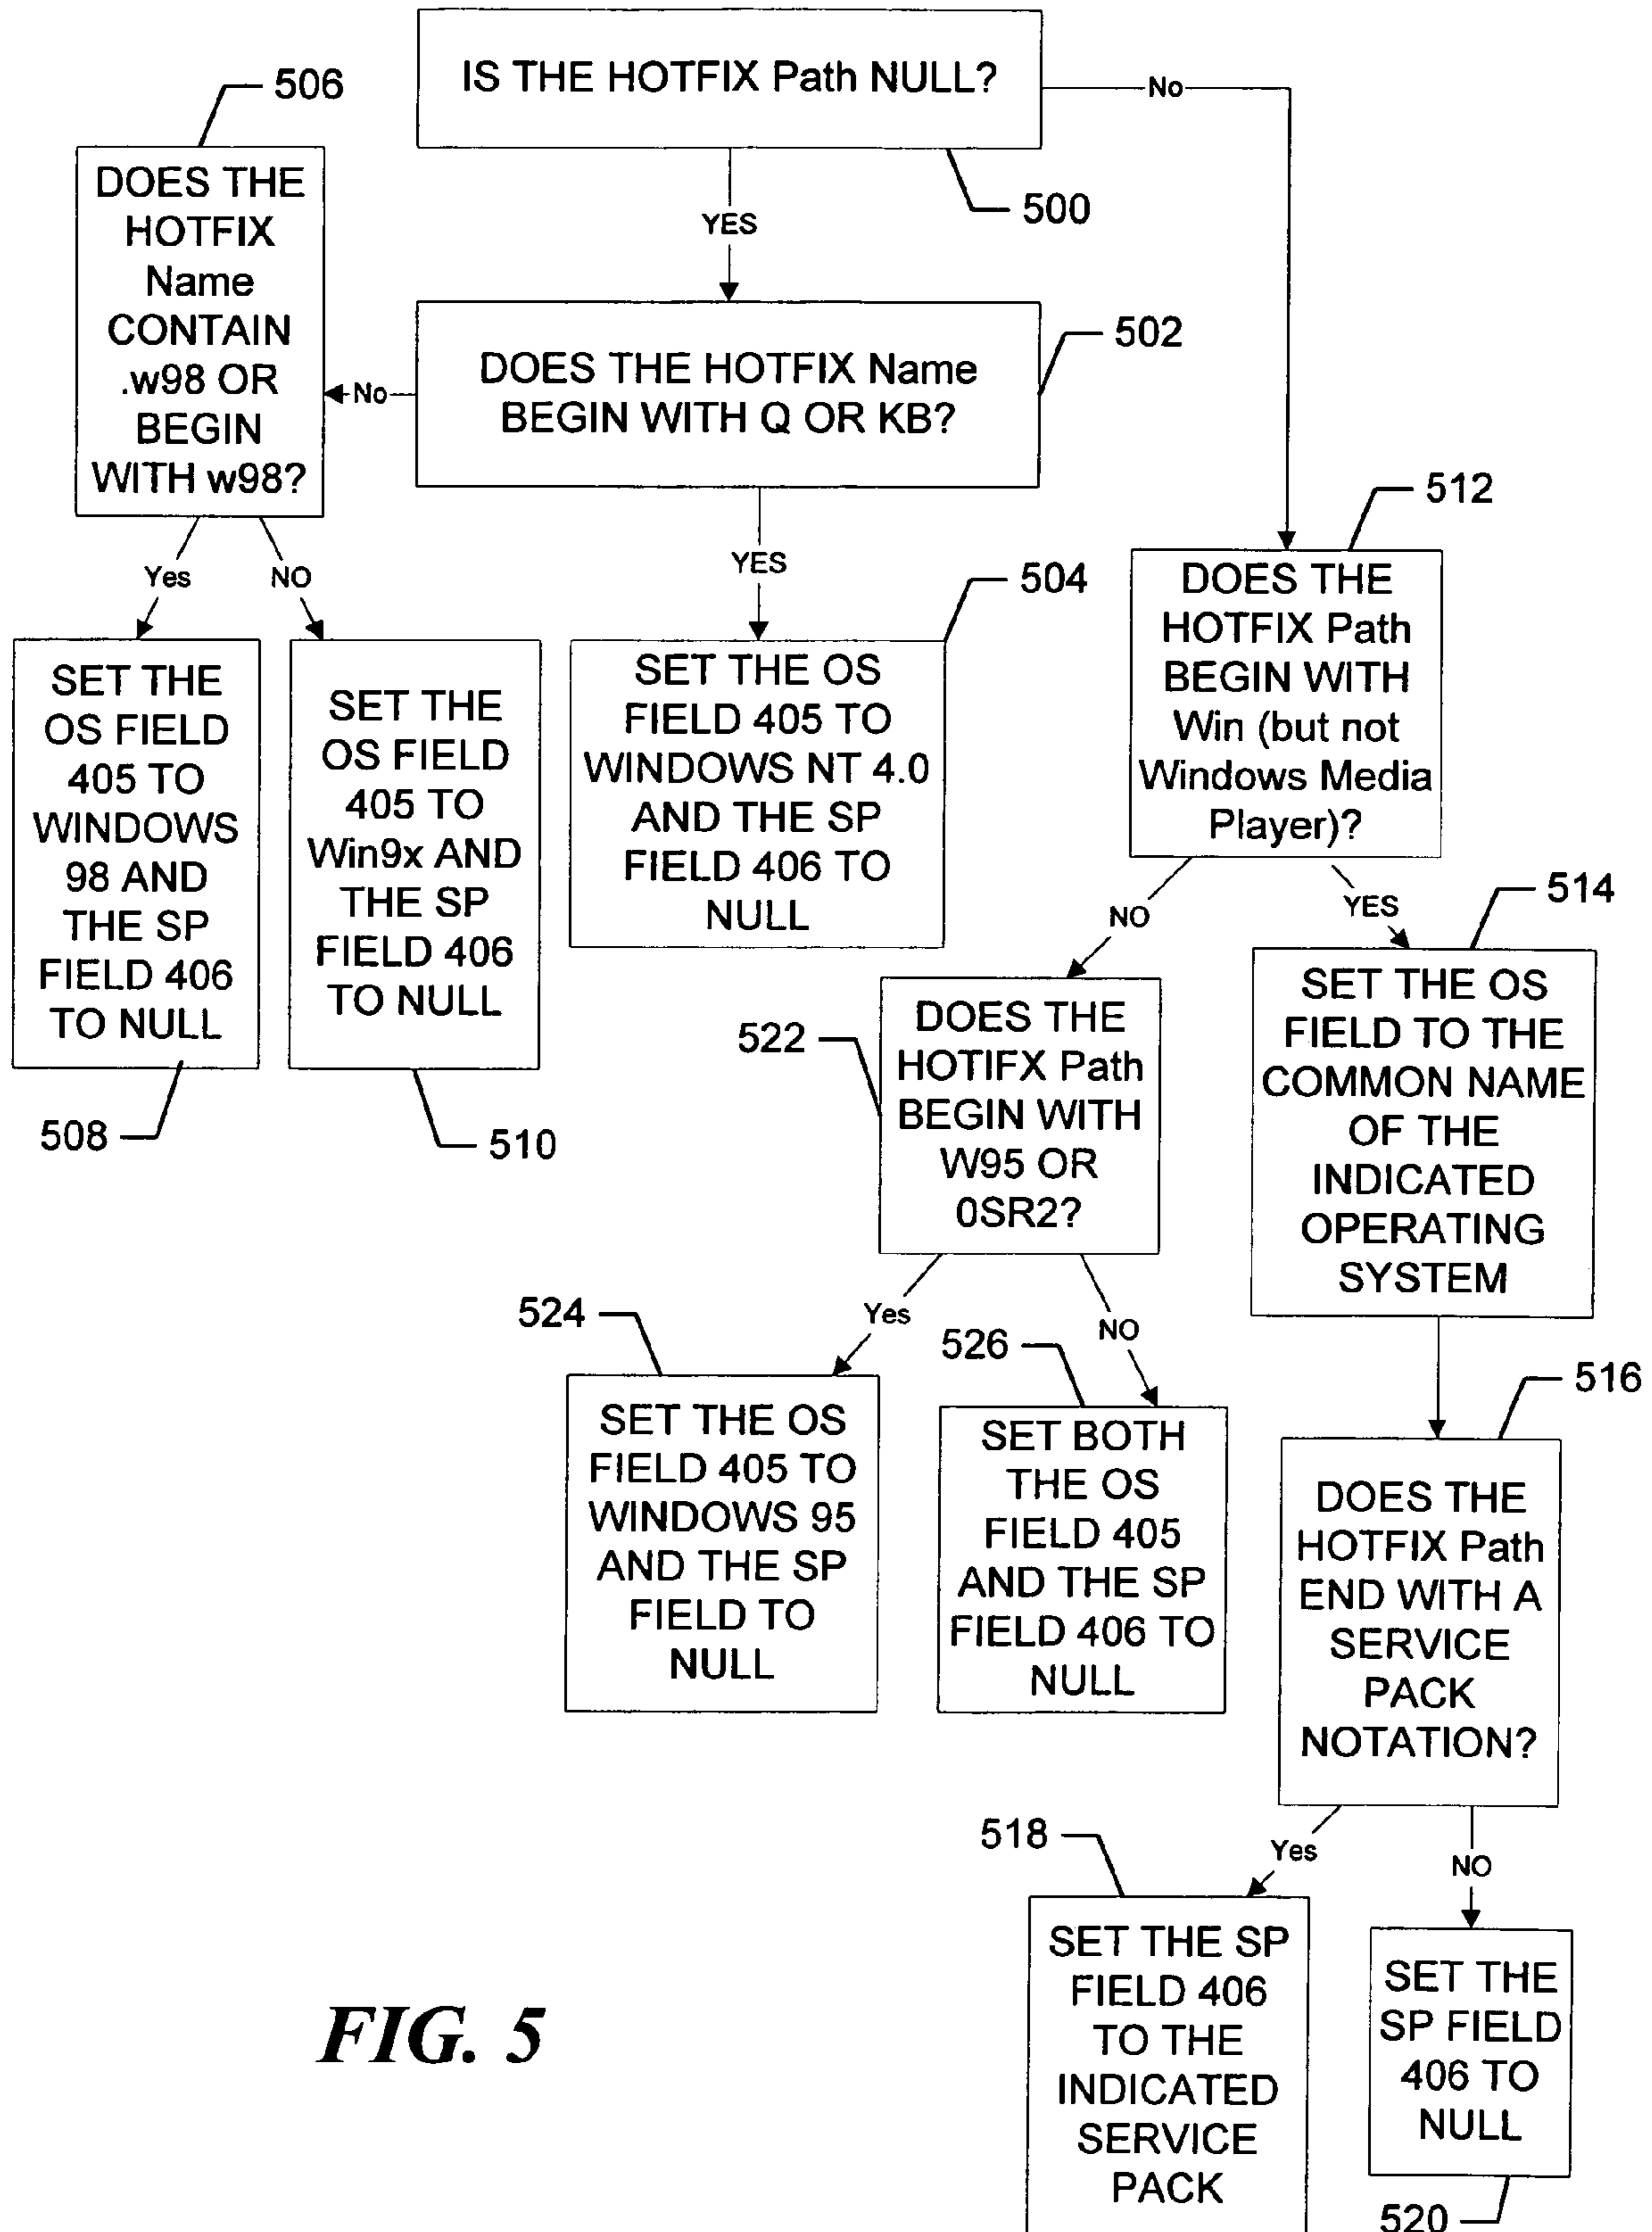 IS THE HOTFIX Path NULL?
No
500
YES
506
DOES THE
HOTFIX
Name
CONTAIN
.w98 OR
BEGIN
WITH w98?
No
DOES THE HOTFIX Name
BEGIN WITH Q OR KB?
502
YES
Yes
NO
SET THE
OS FIELD
405 TO
WINDOWS
98 AND
THE SP
FIELD 406
TO NULL
508
SET THE
OS FIELD
405 TO
Win9x AND
THE SP
FIELD 406
TO NULL
510
504
SET THE OS
FIELD 405 TO
WINDOWS NT 4.0
AND THE SP
FIELD 406 TO
NULL
512
DOES THE
HOTFIX Path
BEGIN WITH
Win (but not
Windows Media
Player)?
NO
YES
514
SET THE OS
FIELD TO THE
COMMON NAME
OF THE
INDICATED
OPERATING
SYSTEM
522
DOES THE
HOTIFX Path
BEGIN WITH
W95 OR
0SR2?
Yes
NO
524
SET THE OS
FIELD 405 TO
WINDOWS 95
AND THE SP
FIELD TO
NULL
526
SET BOTH
THE OS
FIELD 405
AND THE SP
FIELD 406 TO
NULL
516
DOES THE
HOTFIX Path
END WITH A
SERVICE
PACK
NOTATION?
Yes
NO
518
SET THE SP
FIELD 406
TO THE
INDICATED
SERVICE
PACK
SET THE
SP FIELD
406 TO
NULL
520
FIG. 5